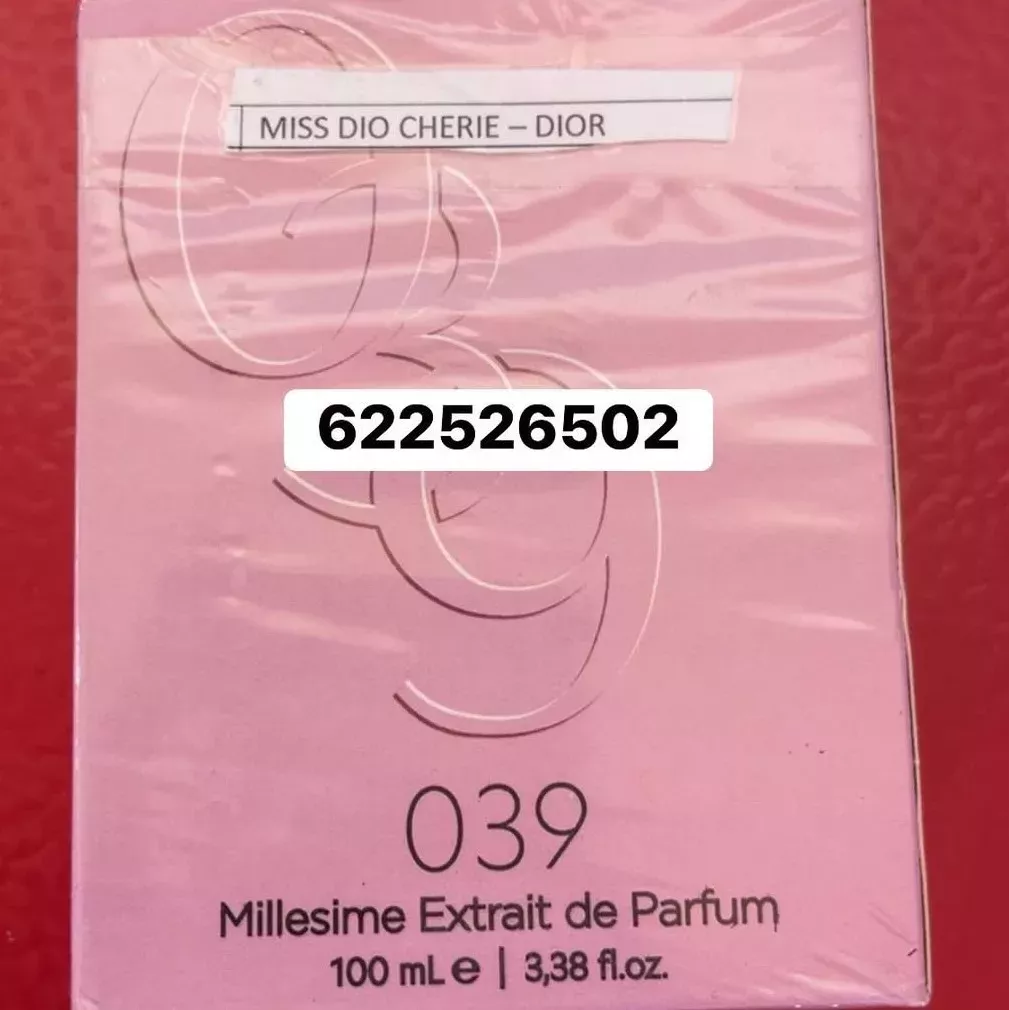 MISS DIO CHERIE – DIOR
622526502
039
Millesime Extrait de Parfum
100 mL e | 3,38 fl.oz.